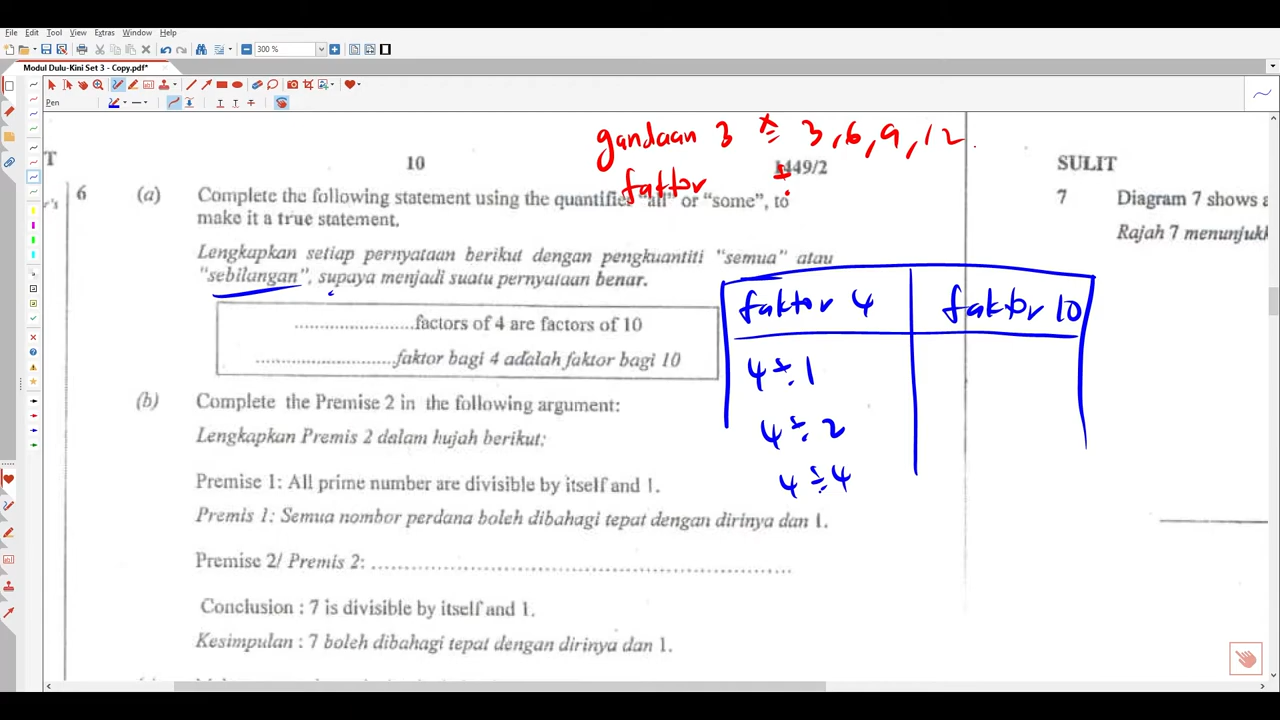 File Edit Tool View Extras Window Help
300 %
Modul Dulu-Kini Set 3 - Copy.pdf*
Pen
gandaan 3 × = 3, 6, 9, 12
faktor ÷
T
10
1449/2
SULIT
6 (a) Complete the following statement using the quantifier "all" or "some", to
make it a true statement.
Lengkapkan setiap pernyataan berikut dengan pengkuantiti "semua" atau
"sebilangan", supaya menjadi suatu pernyataan benar.
7 Diagram 7 shows a
Rajah 7 menunjukk
......................factors of 4 are factors of 10
.........................faktor bagi 4 adalah faktor bagi 10
faktor 4 faktor 10
4 ÷ 1
4 ÷ 2
4 ÷ 4
(b) Complete the Premise 2 in the following argument:
Lengkapkan Premis 2 dalam hujah berikut:
Premise 1: All prime number are divisible by itself and 1.
Premis 1: Semua nombor perdana boleh dibahagi tepat dengan dirinya dan 1.
Premise 2/ Premis 2: ..............................................................................
Conclusion : 7 is divisible by itself and 1.
Kesimpulan : 7 boleh dibahagi tepat dengan dirinya dan 1.